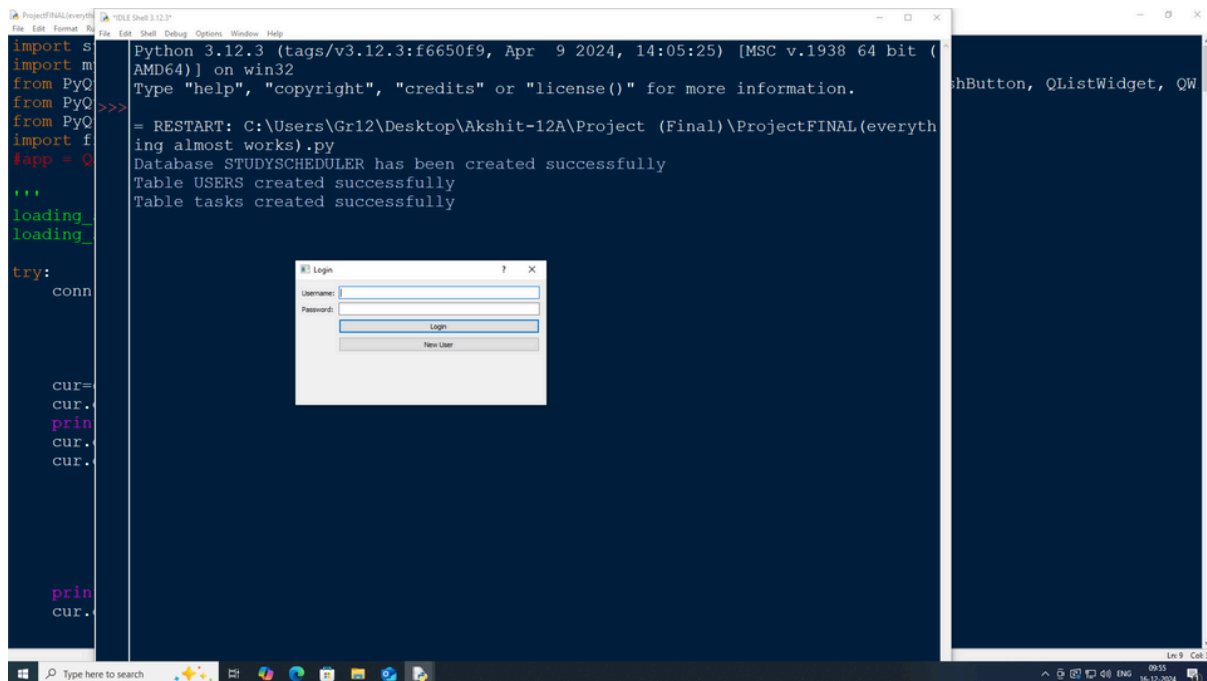 ProjectFINAL(everythi
File Edit Format Ru
import s
import m
from PyQ
from PyQ
from PyQ
import f
#app = Q
'''
loading_
loading_
try:
conn
cur=
cur.
prin
cur.
cur.
prin
cur.
*IDLE Shell 3.12.3*
File Edit Shell Debug Options Window Help
Python 3.12.3 (tags/v3.12.3:f6650f9, Apr 9 2024, 14:05:25) [MSC v.1938 64 bit (
AMD64)] on win32
Type "help", "copyright", "credits" or "license()" for more information.
>>>
= RESTART: C:\Users\Gr12\Desktop\Akshit-12A\Project (Final)\ProjectFINAL(everyth
ing almost works).py
Database STUDYSCHEDULER has been created successfully
Table USERS created successfully
Table tasks created successfully
Login
?
Username:
Password:
Login
New User
shButton, QListWidget, QW
Ln: 9 Col:
Type here to search
ENG
09:55
16-12-2024